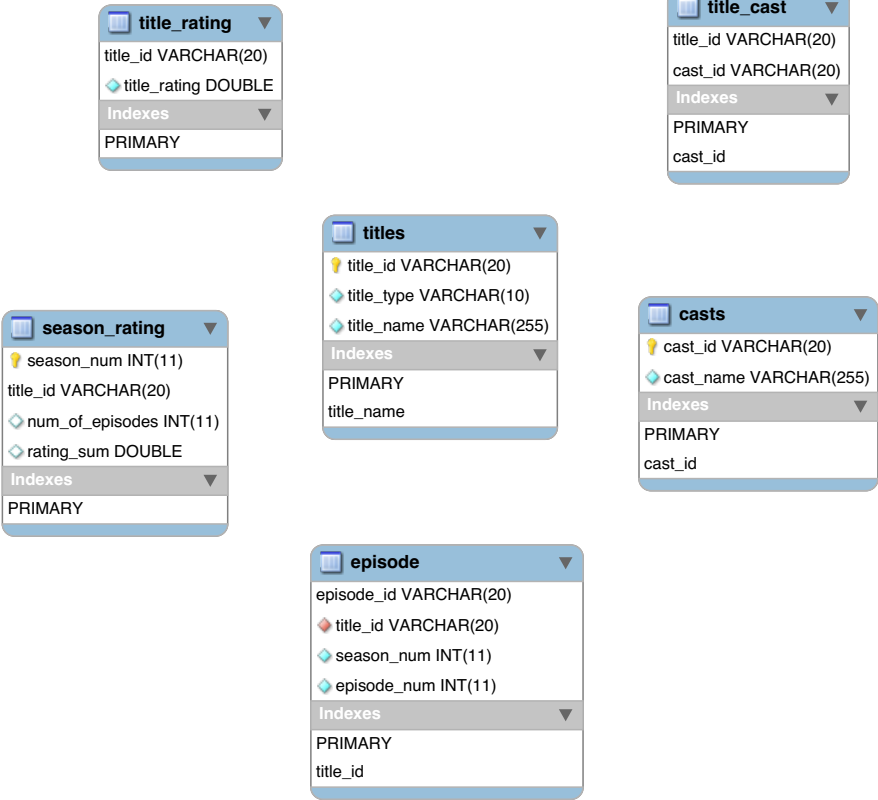 title_rating
title_id VARCHAR(20)
title_rating DOUBLE
Indexes
PRIMARY
title_cast
title_id VARCHAR(20)
cast_id VARCHAR(20)
Indexes
PRIMARY
cast_id
titles
title_id VARCHAR(20)
title_type VARCHAR(10)
title_name VARCHAR(255)
Indexes
PRIMARY
title_name
season_rating
season_num INT(11)
title_id VARCHAR(20)
num_of_episodes INT(11)
rating_sum DOUBLE
Indexes
PRIMARY
casts
cast_id VARCHAR(20)
cast_name VARCHAR(255)
Indexes
PRIMARY
cast_id
episode
episode_id VARCHAR(20)
title_id VARCHAR(20)
season_num INT(11)
episode_num INT(11)
Indexes
PRIMARY
title_id